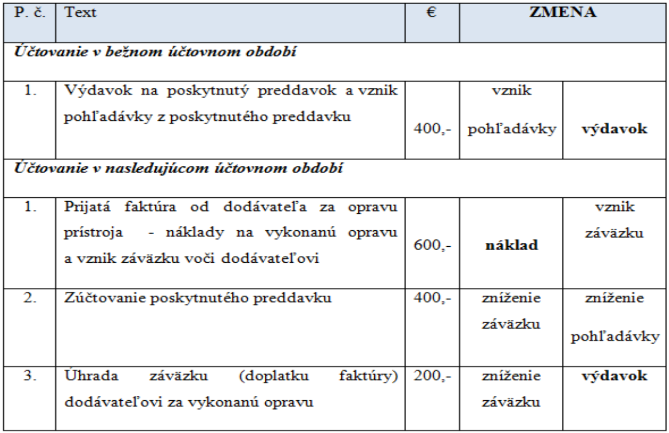 P. č. Text € ZMENA
Účtovanie v bežnom účtovnom období
1. Výdavok na poskytnutý preddavok a vznik vznik
pohľadávky z poskytnutého preddavku 400,- pohľadávky výdavok
Účtovanie v nasledujúcom účtovnom období
1. Prijatá faktúra od dodávateľa za opravu vznik
prístroja - náklady na vykonanú opravu záväzku
a vznik záväzku voči dodávateľovi 600,- náklad
2. Zúčtovanie poskytnutého preddavku 400,- zníženie zníženie
záväzku pohľadávky
3. Úhrada záväzku (doplatku faktúry) 200,- zníženie výdavok
dodávateľovi za vykonanú opravu záväzku